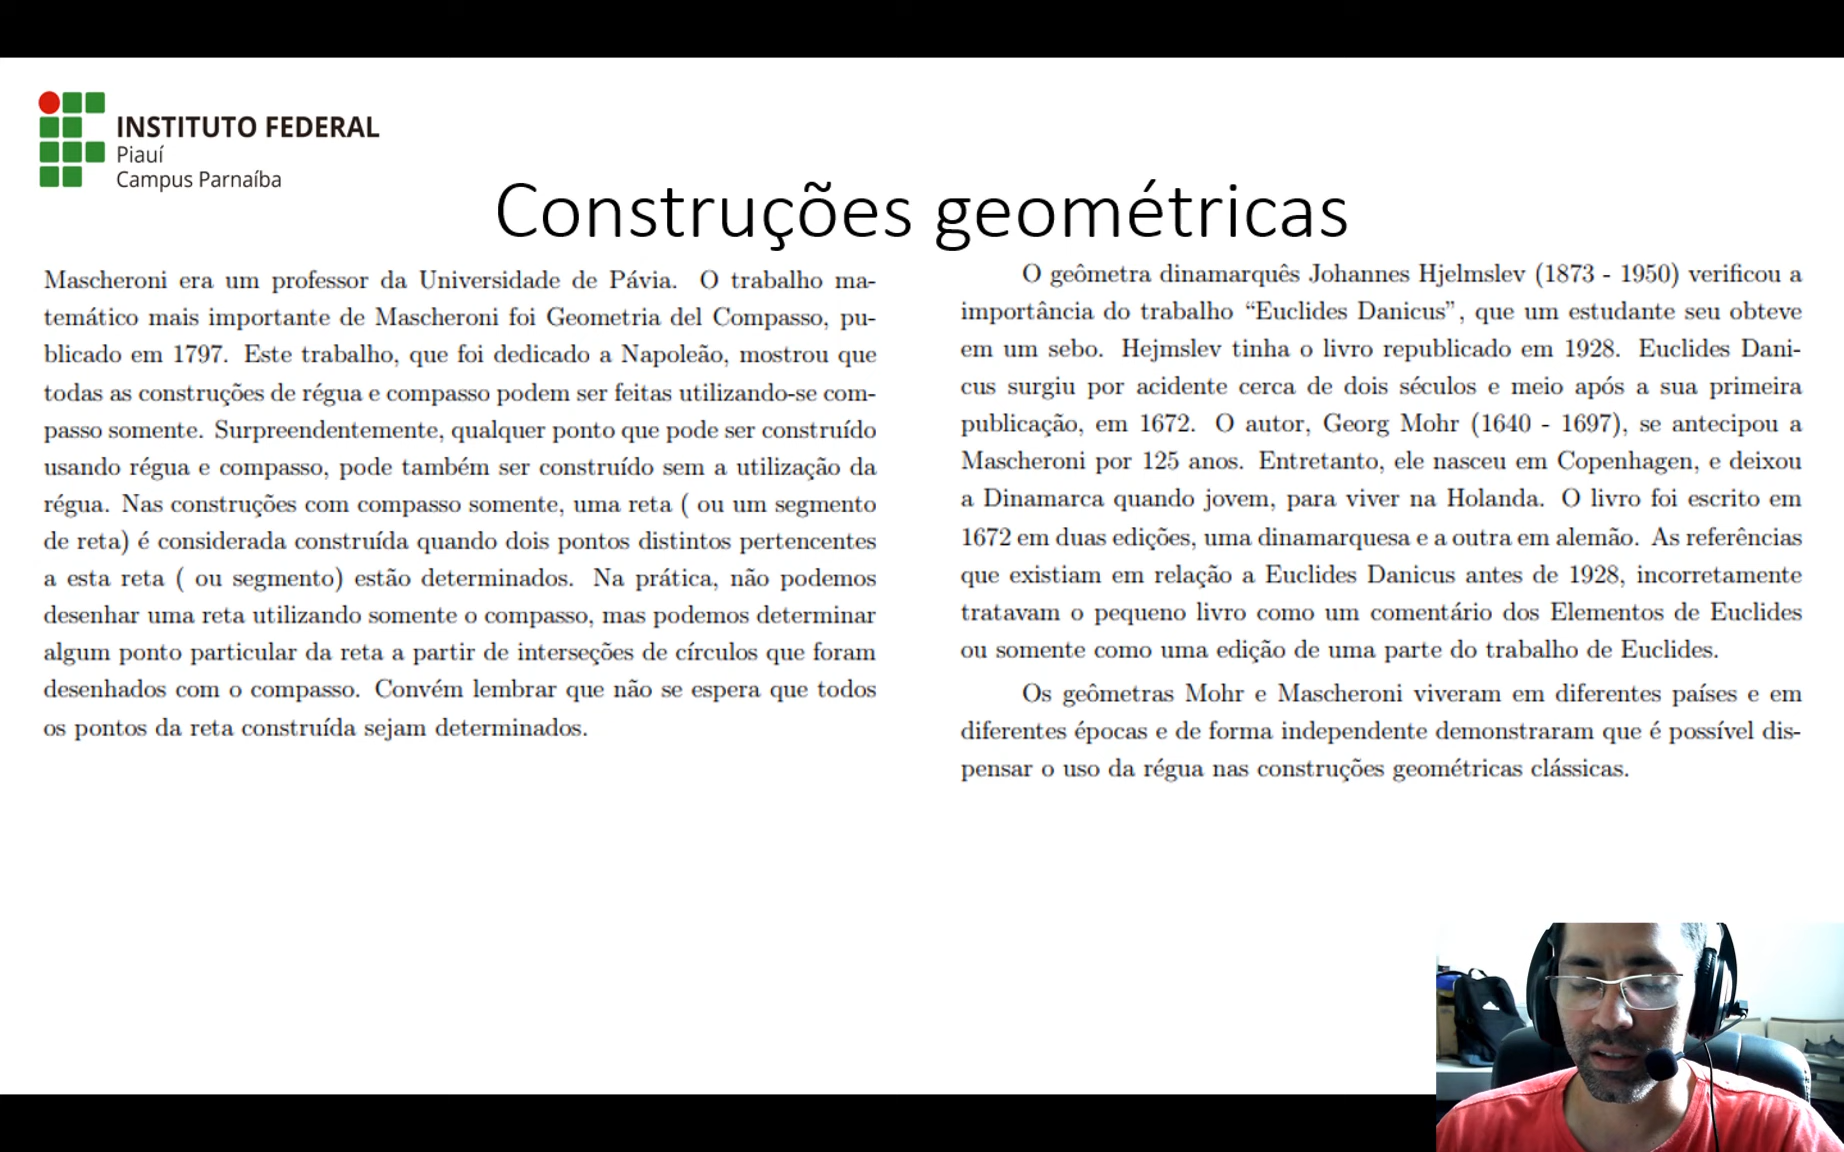 INSTITUTO FEDERAL
Piauí
Campus Parnaíba
Construções geométricas
Mascheroni era um professor da Universidade de Pávia. O trabalho ma-
temático mais importante de Mascheroni foi Geometria del Compasso, pu-
blicado em 1797. Este trabalho, que foi dedicado a Napoleão, mostrou que
todas as construções de régua e compasso podem ser feitas utilizando-se com-
passo somente. Surpreendentemente, qualquer ponto que pode ser construído
usando régua e compasso, pode também ser construído sem a utilização da
régua. Nas construções com compasso somente, uma reta ( ou um segmento
de reta) é considerada construída quando dois pontos distintos pertencentes
a esta reta ( ou segmento) estão determinados. Na prática, não podemos
desenhar uma reta utilizando somente o compasso, mas podemos determinar
algum ponto particular da reta a partir de interseções de círculos que foram
desenhados com o compasso. Convém lembrar que não se espera que todos
os pontos da reta construída sejam determinados.
O geômetra dinamarquês Johannes Hjelmslev (1873 - 1950) verificou a
importância do trabalho “Euclides Danicus”, que um estudante seu obteve
em um sebo. Hejmslev tinha o livro republicado em 1928. Euclides Dani-
cus surgiu por acidente cerca de dois séculos e meio após a sua primeira
publicação, em 1672. O autor, Georg Mohr (1640 - 1697), se antecipou a
Mascheroni por 125 anos. Entretanto, ele nasceu em Copenhagen, e deixou
a Dinamarca quando jovem, para viver na Holanda. O livro foi escrito em
1672 em duas edições, uma dinamarquesa e a outra em alemão. As referências
que existiam em relação a Euclides Danicus antes de 1928, incorretamente
tratavam o pequeno livro como um comentário dos Elementos de Euclides
ou somente como uma edição de uma parte do trabalho de Euclides.
Os geômetras Mohr e Mascheroni viveram em diferentes países e em
diferentes épocas e de forma independente demonstraram que é possível dis-
pensar o uso da régua nas construções geométricas clássicas.